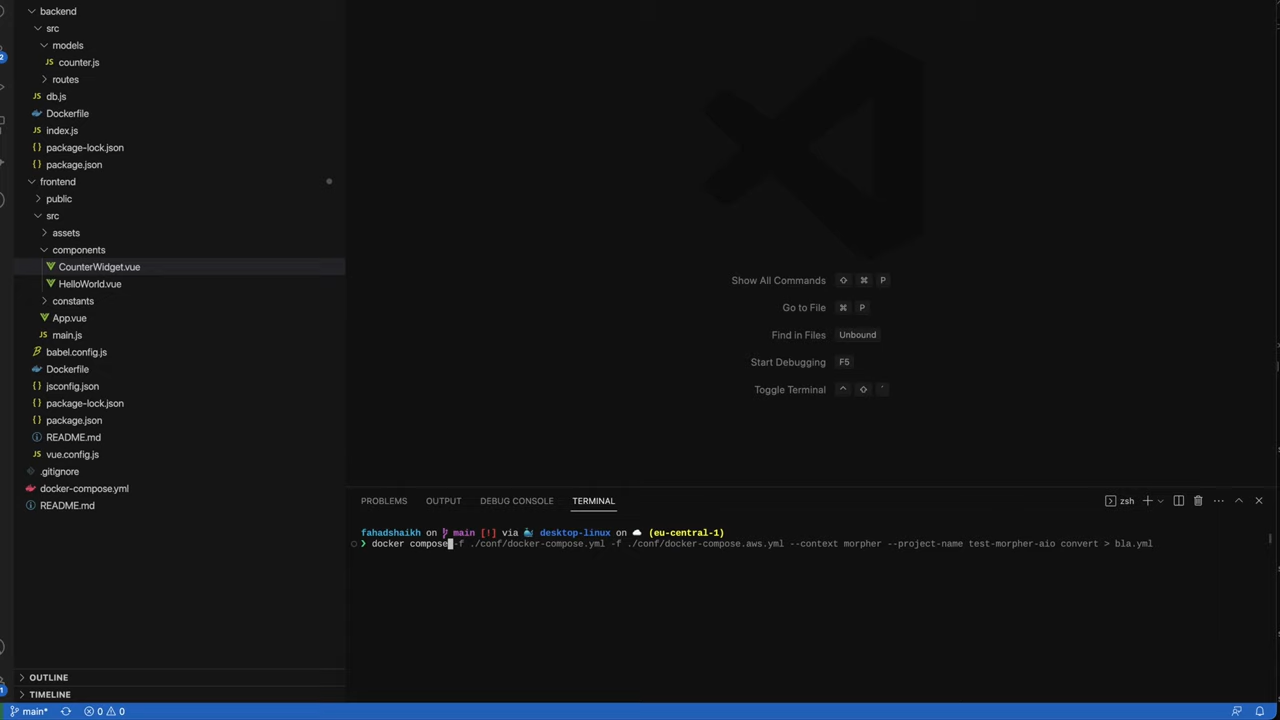 backend
src
models
JS counter.js
routes
JS db.js
Dockerfile
JS index.js
{} package-lock.json
{} package.json
frontend
public
src
assets
components
CounterWidget.vue
HelloWorld.vue
constants
App.vue
JS main.js
babel.config.js
Dockerfile
{} jsconfig.json
{} package-lock.json
{} package.json
README.md
JS vue.config.js
.gitignore
docker-compose.yml
README.md
OUTLINE
TIMELINE
Show All Commands ⇧ ⌘ P
Go to File ⌘ P
Find in Files Unbound
Start Debugging F5
Toggle Terminal ^ ⇧ `
PROBLEMS OUTPUT DEBUG CONSOLE TERMINAL
zsh
fahadshaikh on main [!] via desktop-linux on (eu-central-1)
❯ docker compose -f ./conf/docker-compose.yml -f ./conf/docker-compose.aws.yml --context morpher --project-name test-morpher-aio convert > bla.yml
main* 0 0